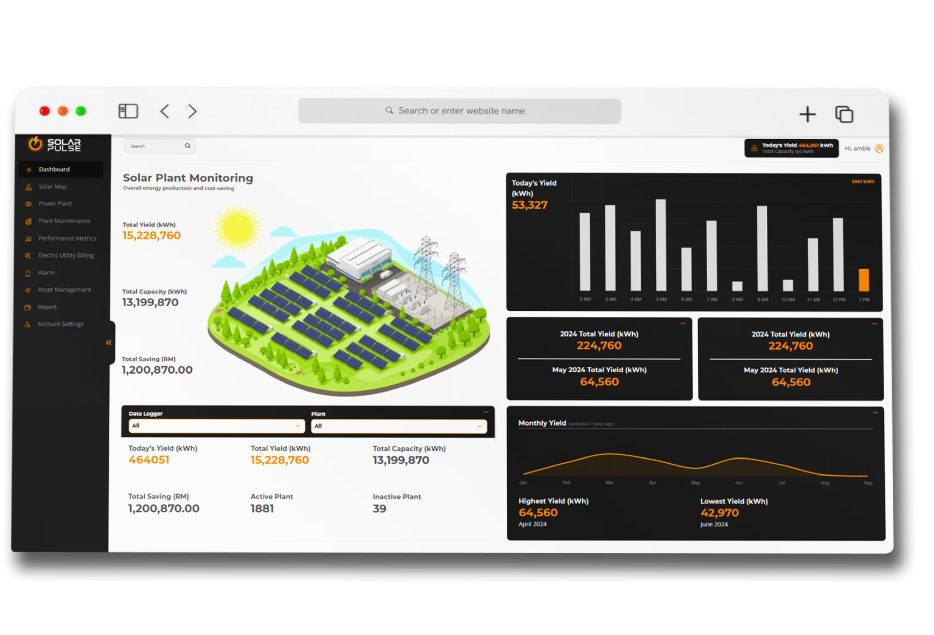 Search or enter website name
SOLAR
PULSE
Search
Today's Yield 464,051 kWh
Total Capacity xyz kWh
Hi, amble
Dashboard
Solar Map
Power Plant
Plant Maintenance
Performance Metrics
Electric Utility Billing
Alarm
Asset Management
Report
Account Settings
Solar Plant Monitoring
Overall energy production and cost saving
Total Yield (kWh)
15,228,760
Total Capacity (kWh)
13,199,870
Total Saving (RM)
1,200,870.00
Data Logger
All
Plant
All
Today's Yield (kWh)
464051
Total Yield (kWh)
15,228,760
Total Capacity (kWh)
13,199,870
Total Saving (RM)
1,200,870.00
Active Plant
1881
Inactive Plant
39
Today's Yield
(kWh)
53,327
2 AM 3 AM 4 AM 5 AM 6 AM 7 AM 8 AM 9 AM 10 AM 11 AM 12 PM 1 PM
2024 Total Yield (kWh)
224,760
May 2024 Total Yield (kWh)
64,560
2024 Total Yield (kWh)
224,760
May 2024 Total Yield (kWh)
64,560
Monthly Yield Updated 1 hour ago
Jan Feb Mar Apr May Jun Jul Aug Sep
Highest Yield (kWh)
64,560
April 2024
Lowest Yield (kWh)
42,970
June 2024